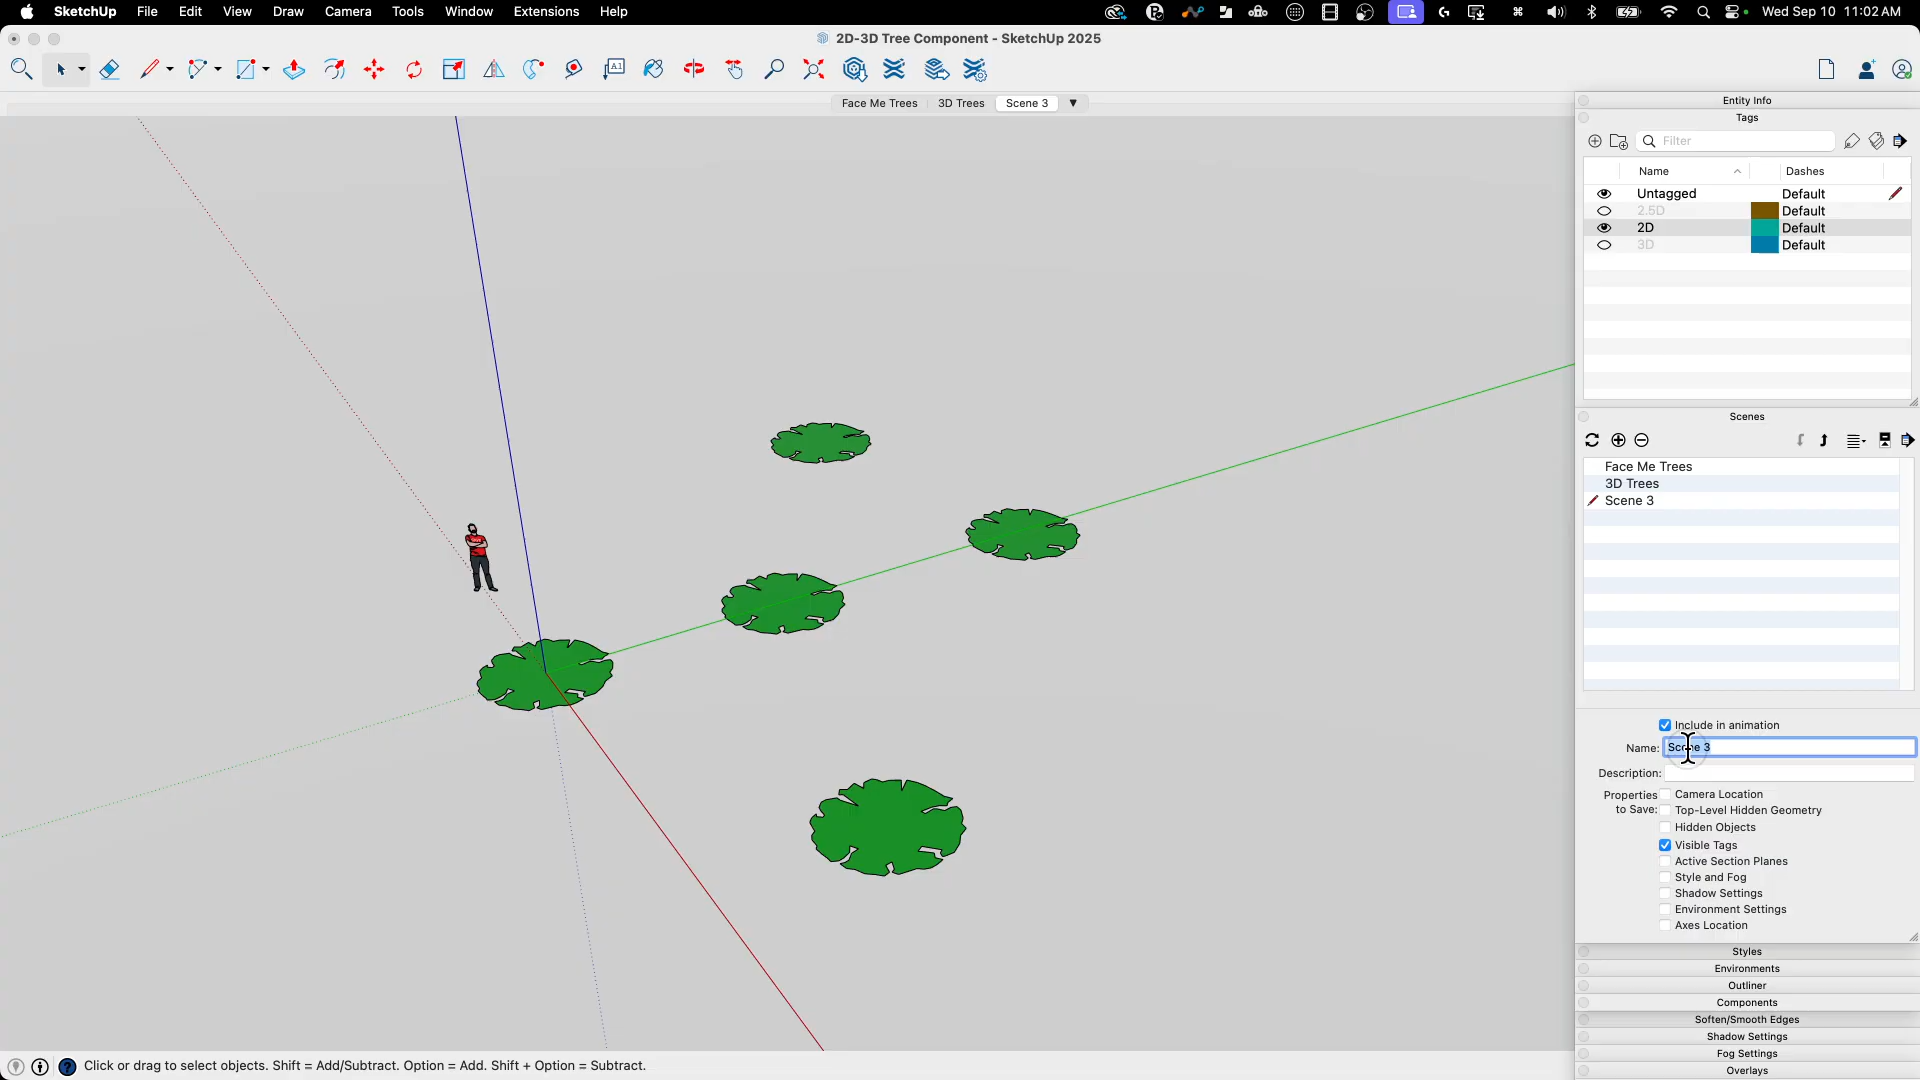 SketchUp File Edit View Draw Camera Tools Window Extensions Help Wed Sep 10 11:02 AM
2D-3D Tree Component - SketchUp 2025
A1
Face Me Trees 3D Trees Scene 3
Entity Info
Tags
Filter
Name Dashes
Untagged Default
2.5D Default
2D Default
3D Default
Scenes
Face Me Trees
3D Trees
Scene 3
Include in animation
Name: Scene 3
Description:
Properties to Save:
Camera Location
Top-Level Hidden Geometry
Hidden Objects
Visible Tags
Active Section Planes
Style and Fog
Shadow Settings
Environment Settings
Axes Location
Styles
Environments
Outliner
Components
Soften/Smooth Edges
Shadow Settings
Fog Settings
Overlays
Click or drag to select objects. Shift = Add/Subtract. Option = Add. Shift + Option = Subtract.